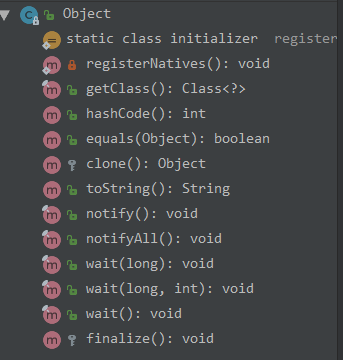 Object
static class initializer register
registerNatives(): void
getClass(): Class<?>
hashCode(): int
equals(Object): boolean
clone(): Object
toString(): String
notify(): void
notifyAll(): void
wait(long): void
wait(long, int): void
wait(): void
finalize(): void